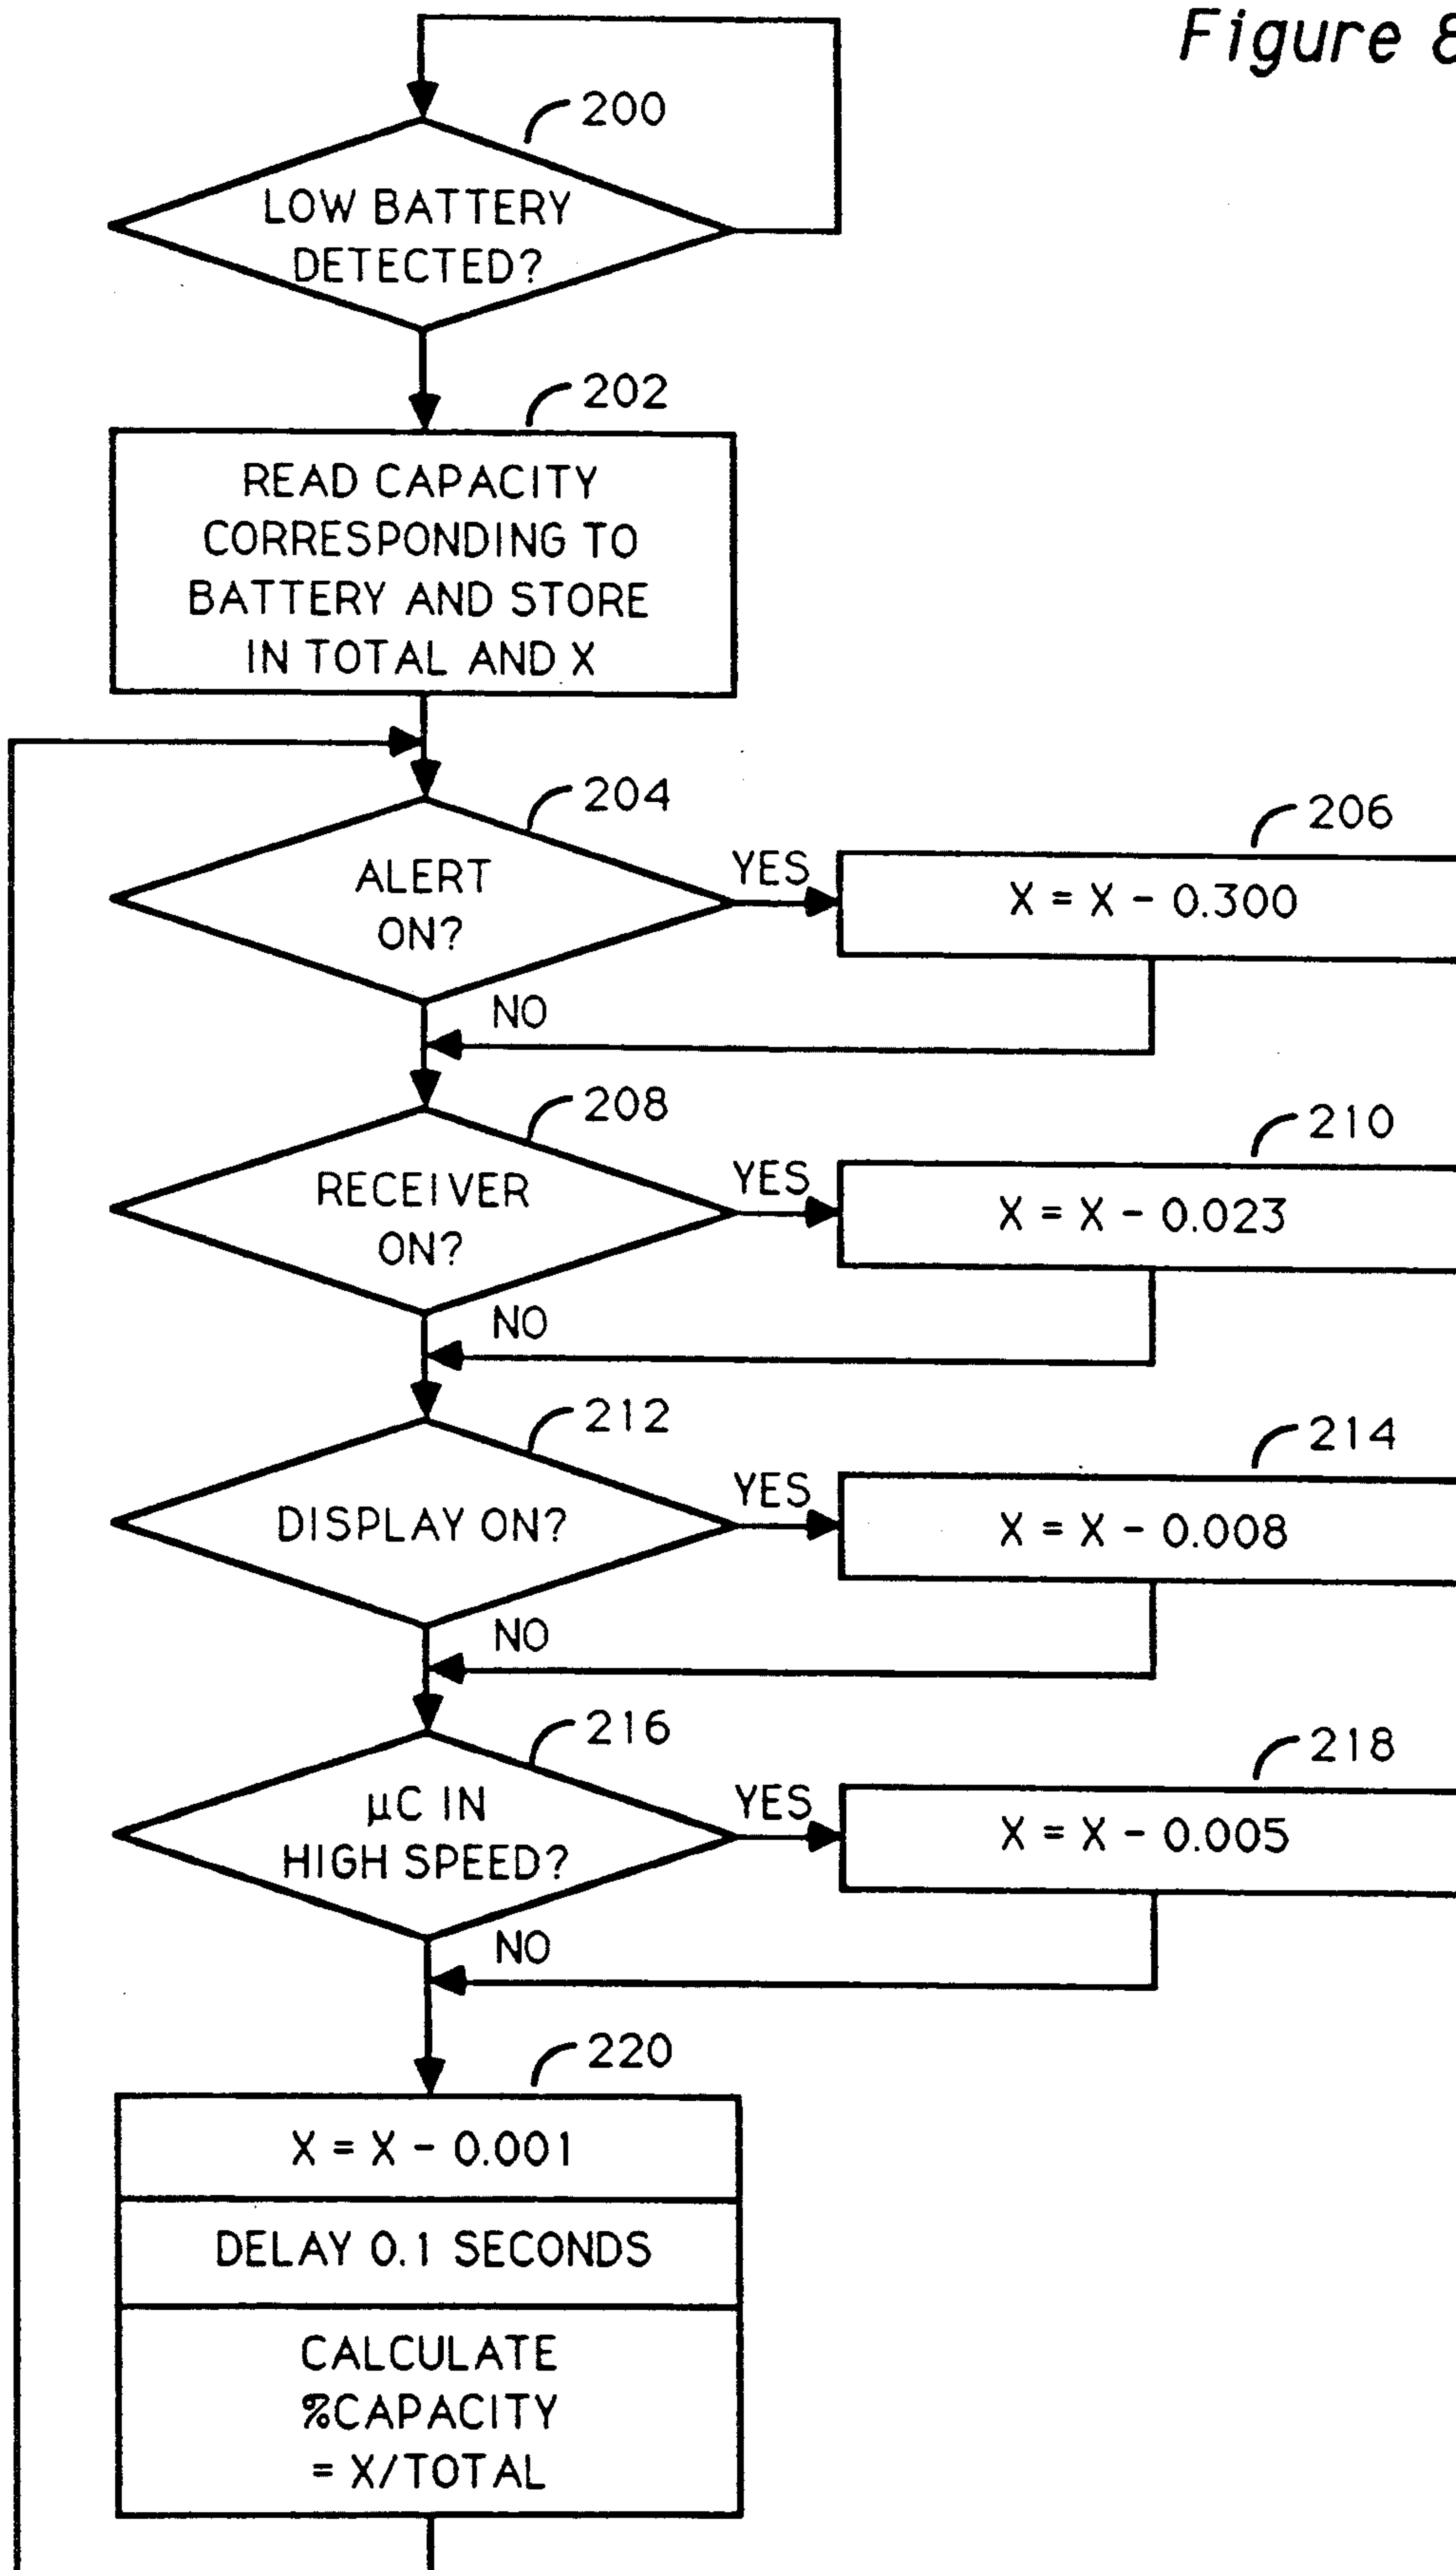 Figure 8
200
LOW BATTERY
DETECTED?
202
READ CAPACITY
CORRESPONDING TO
BATTERY AND STORE
IN TOTAL AND X
204
ALERT
ON?
YES
206
X = X - 0.300
NO
208
RECEIVER
ON?
YES
210
X = X - 0.023
NO
212
DISPLAY ON?
YES
214
X = X - 0.008
NO
216
µC IN
HIGH SPEED?
YES
218
X = X - 0.005
NO
220
X = X - 0.001
DELAY 0.1 SECONDS
CALCULATE
%CAPACITY
= X/TOTAL